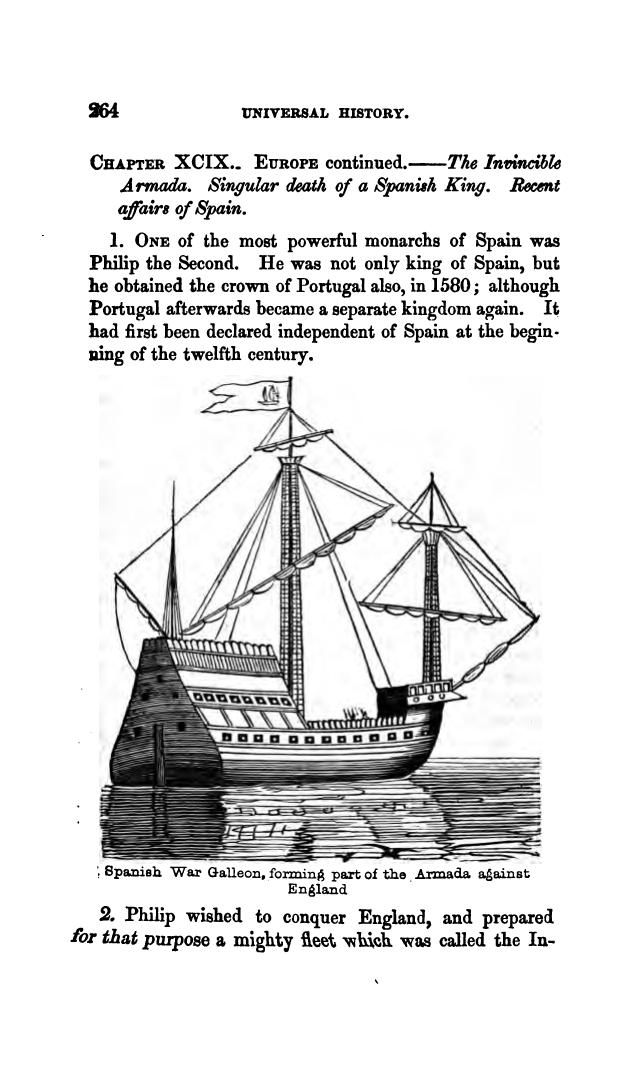 264 UNIVERSAL HISTORY.
CHAPTER XCIX.. EUROPE continued.——The Invincible
Armada. Singular death of a Spanish King. Recent
affairs of Spain.
1. ONE of the most powerful monarchs of Spain was
Philip the Second. He was not only king of Spain, but
he obtained the crown of Portugal also, in 1580; although
Portugal afterwards became a separate kingdom again. It
had first been declared independent of Spain at the begin-
ning of the twelfth century.
Spanish War Galleon, forming part of the Armada against
England
2. Philip wished to conquer England, and prepared
for that purpose a mighty fleet which was called the In-